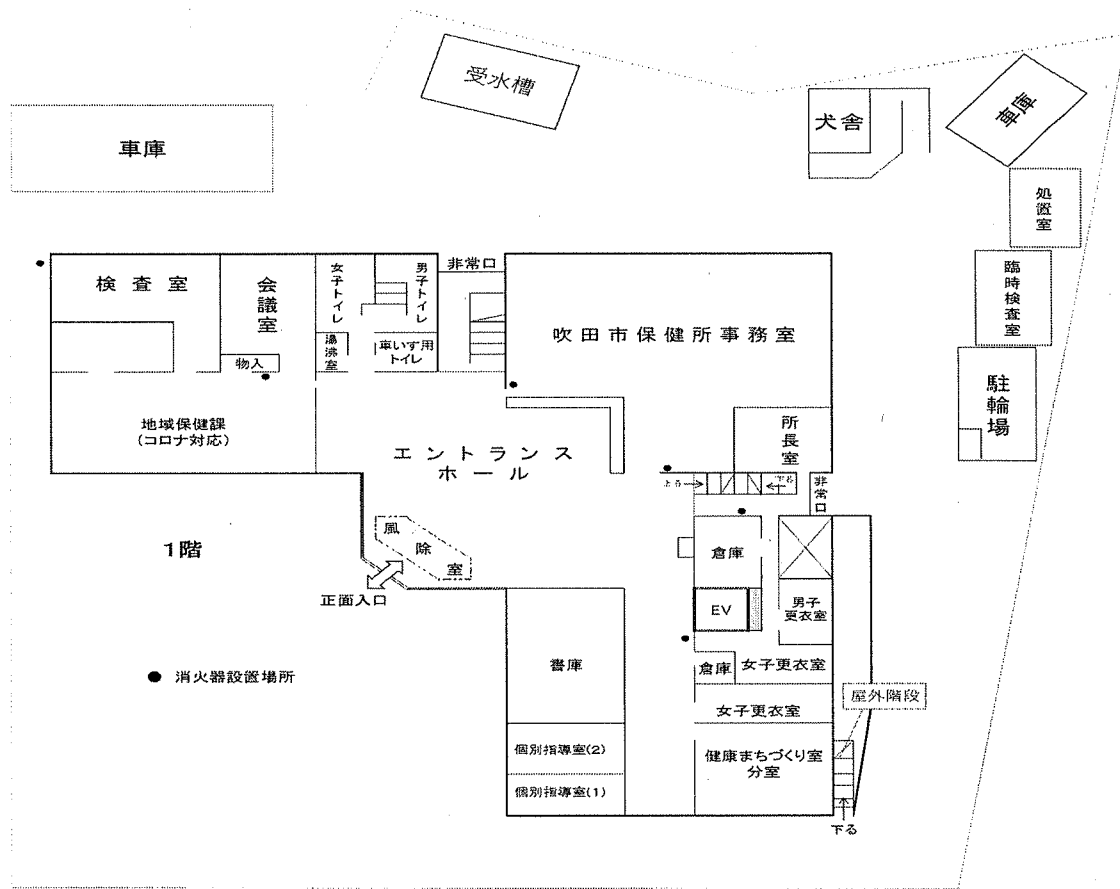 受水槽
車庫
犬舎
車庫
処置室
臨時検査室
駐輪場
検査室
会議室
物入
女子トイレ
男子トイレ
湯沸室
車いす用
トイレ
非常口
吹田市保健所事務室
所長室
地域保健課
(コロナ対応)
エントランス
ホール
上る
下る
非常口
風除室
正面入口
1階
倉庫
EV
男子
更衣室
倉庫
女子更衣室
女子更衣室
書庫
個別指導室(2)
個別指導室(1)
健康まちづくり室
分室
屋外階段
下る
● 消火器設置場所